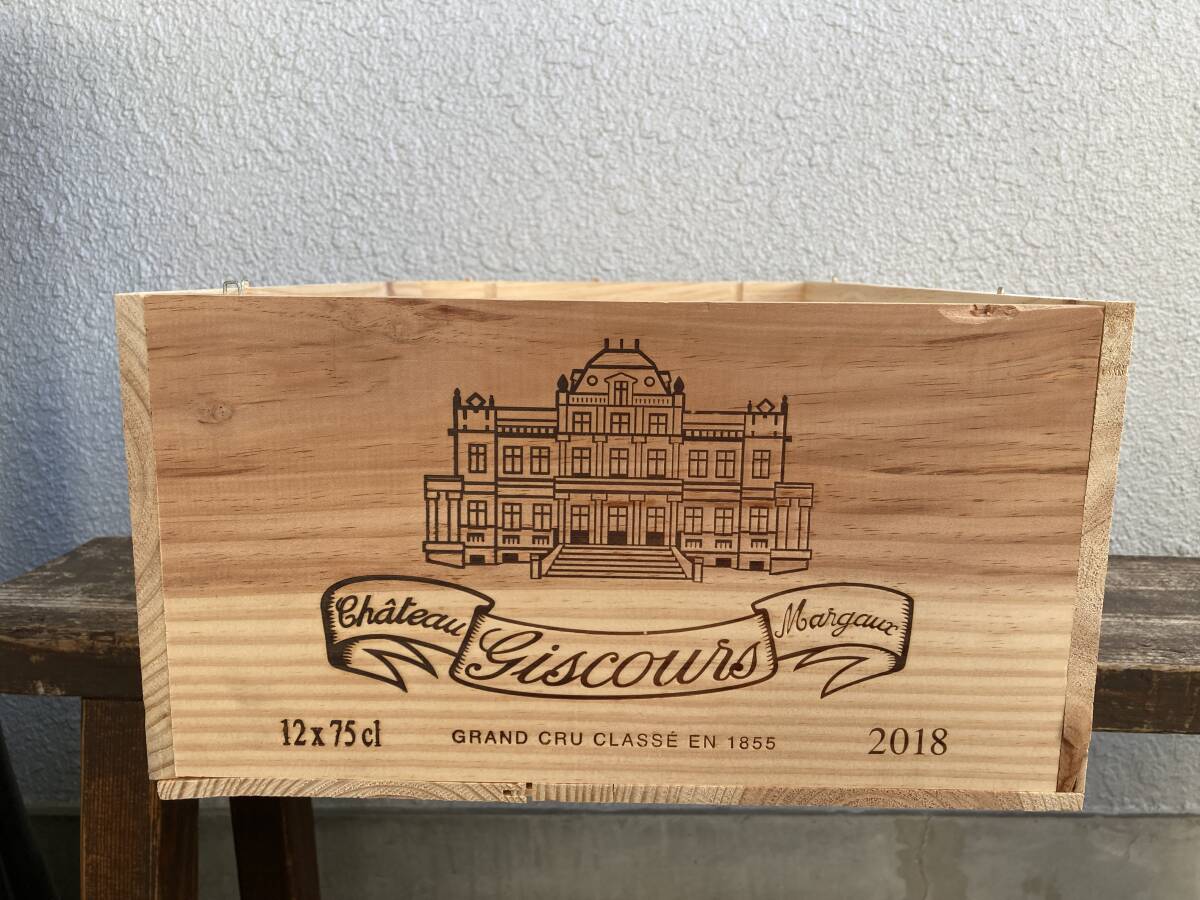 Château Giscours Margaux
12 x 75 cl GRAND CRU CLASSÉ EN 1855 2018